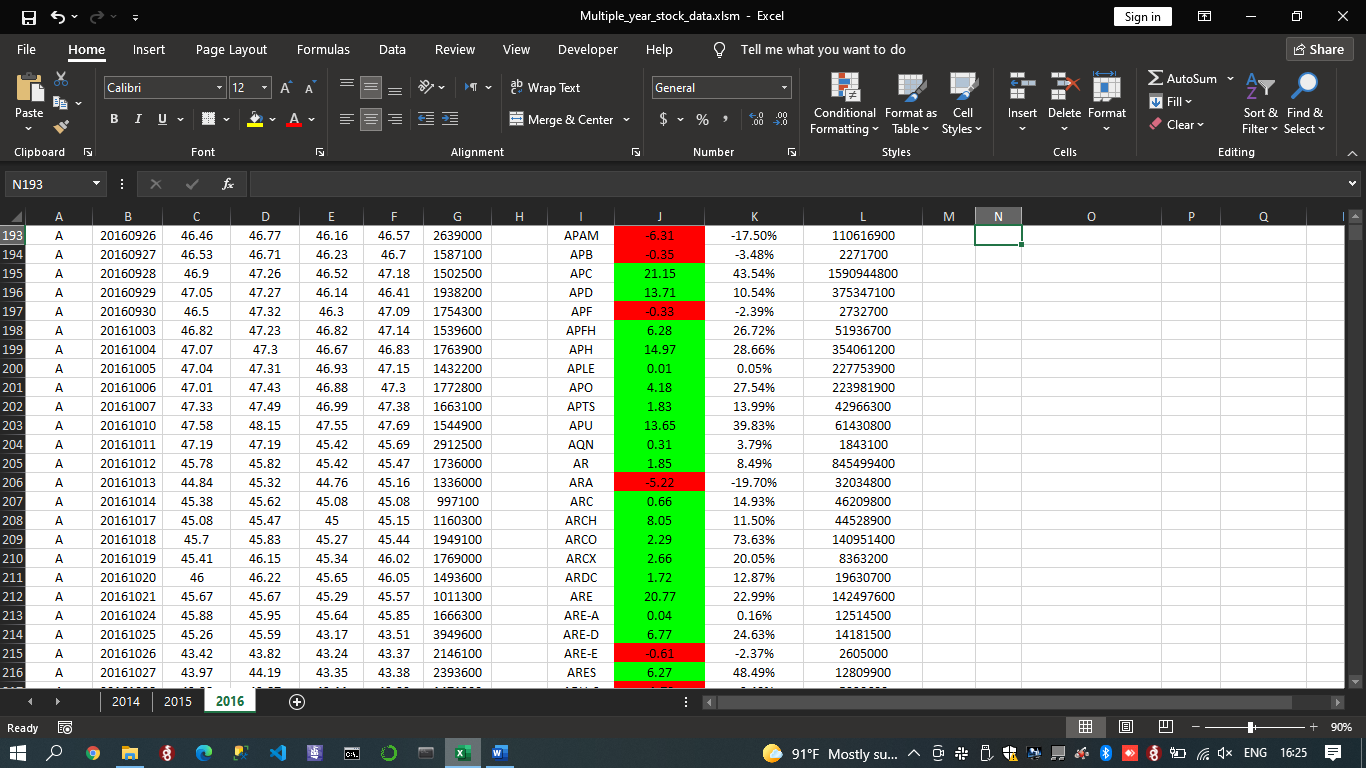 Multiple_year_stock_data.xlsm - Excel
Sign in
File Home Insert Page Layout Formulas Data Review View Developer Help Tell me what you want to do Share
Paste
Calibri 12
Wrap Text
General
Conditional Formatting
Format as Table
Cell Styles
Insert Delete Format
AutoSum
Sort & Filter
Find & Select
B I U
Merge & Center
$ % ,
Fill
Clear
Clipboard Font Alignment Number Styles Cells Editing
N193 fx
A B C D E F G H I J K L M N O P Q
193 A 20160926 46.46 46.77 46.16 46.57 2639000 APAM -6.31 -17.50% 110616900
194 A 20160927 46.53 46.71 46.23 46.7 1587100 APB -0.35 -3.48% 2271700
195 A 20160928 46.9 47.26 46.52 47.18 1502500 APC 21.15 43.54% 1590944800
196 A 20160929 47.05 47.27 46.14 46.41 1938200 APD 13.71 10.54% 375347100
197 A 20160930 46.5 47.32 46.3 47.09 1754300 APF -0.33 -2.39% 2732700
198 A 20161003 46.82 47.23 46.82 47.14 1539600 APFH 6.28 26.72% 51936700
199 A 20161004 47.07 47.3 46.67 46.83 1763900 APH 14.97 28.66% 354061200
200 A 20161005 47.04 47.31 46.93 47.15 1432200 APLE 0.01 0.05% 227753900
201 A 20161006 47.01 47.43 46.88 47.3 1772800 APO 4.18 27.54% 223981900
202 A 20161007 47.33 47.49 46.99 47.38 1663100 APTS 1.83 13.99% 42966300
203 A 20161010 47.58 48.15 47.55 47.69 1544900 APU 13.65 39.83% 61430800
204 A 20161011 47.19 47.19 45.42 45.69 2912500 AQN 0.31 3.79% 1843100
205 A 20161012 45.78 45.82 45.42 45.47 1736000 AR 1.85 8.49% 845499400
206 A 20161013 44.84 45.32 44.76 45.16 1336000 ARA -5.22 -19.70% 32034800
207 A 20161014 45.38 45.62 45.08 45.08 997100 ARC 0.66 14.93% 46209800
208 A 20161017 45.08 45.47 45 45.15 1160300 ARCH 8.05 11.50% 44528900
209 A 20161018 45.7 45.83 45.27 45.44 1949100 ARCO 2.29 73.63% 140951400
210 A 20161019 45.41 46.15 45.34 46.02 1769000 ARCX 2.66 20.05% 8363200
211 A 20161020 46 46.22 45.65 46.05 1493600 ARDC 1.72 12.87% 19630700
212 A 20161021 45.67 45.67 45.29 45.57 1011300 ARE 20.77 22.99% 142497600
213 A 20161024 45.88 45.95 45.64 45.85 1666300 ARE-A 0.04 0.16% 12514500
214 A 20161025 45.26 45.59 43.17 43.51 3949600 ARE-D 6.77 24.63% 14181500
215 A 20161026 43.42 43.82 43.24 43.37 2146100 ARE-E -0.61 -2.37% 2605000
216 A 20161027 43.97 44.19 43.35 43.38 2393600 ARES 6.27 48.49% 12809900
2014 2015 2016
Ready 90%
91°F Mostly su... ENG 16:25